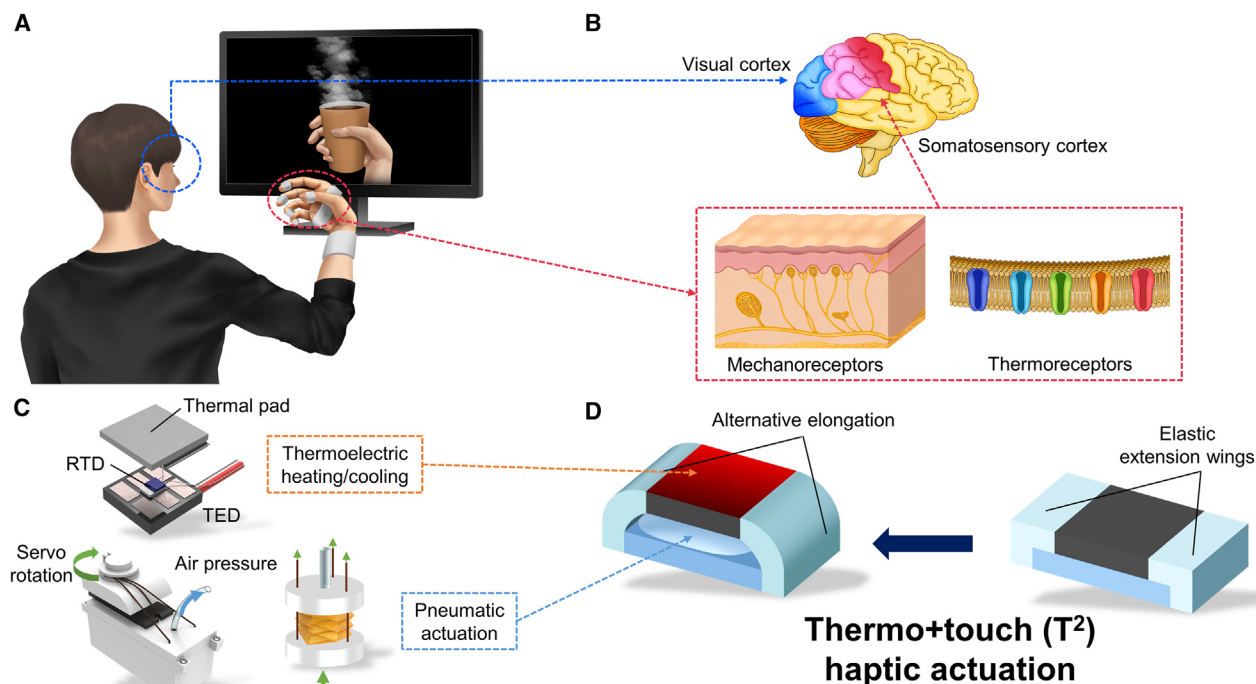 A
B
Visual cortex
Somatosensory cortex
Mechanoreceptors
Thermoreceptors
C
Thermal pad
RTD
TED
Thermoelectric
heating/cooling
Servo
rotation
Air pressure
Pneumatic
actuation
D
Alternative elongation
Elastic
extension wings
Thermo+touch (T²)
haptic actuation